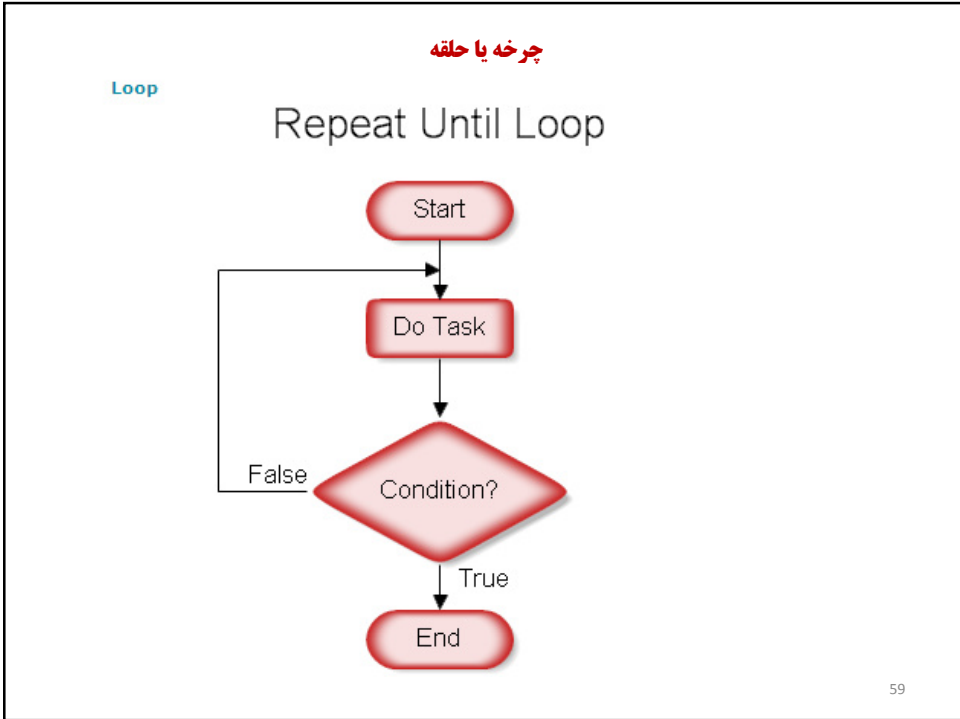 چرخه یا حلقه
Loop
Repeat Until Loop
Start
Do Task
False
Condition?
True
End
59